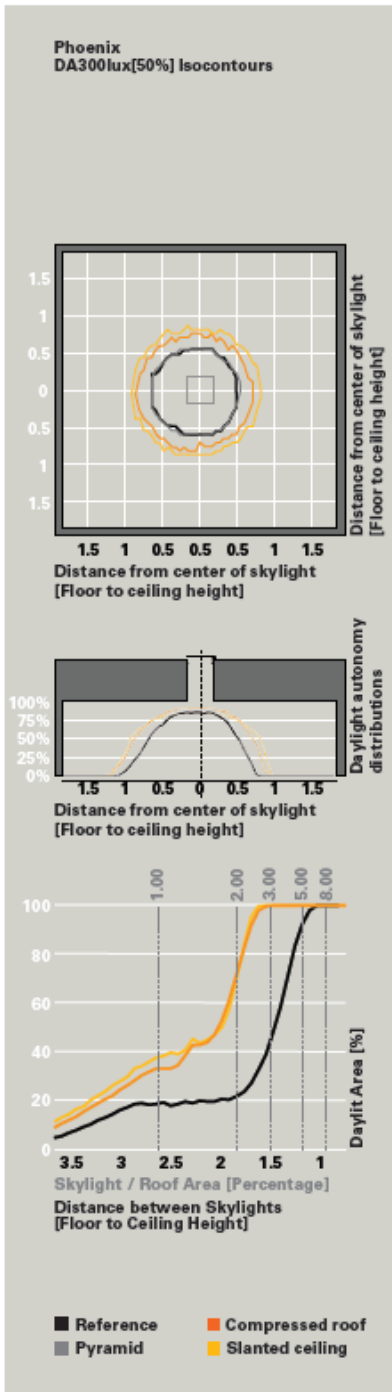 Phoenix
DA300lux[50%] Isocontours
1.5
1
0.5
0
0.5
1
1.5
Distance from center of skylight
[Floor to ceiling height]
1.5 1 0.5 0.5 0.5 1 1.5
Distance from center of skylight
[Floor to ceiling height]
100%
75%
50%
25%
0%
Daylight autonomy
distributions
1.5 1 0.5 0 0.5 1 1.5
Distance from center of skylight
[Floor to ceiling height]
1.00 2.00 3.00 5.00 8.00
100
80
60
40
20
0
Daylit Area [%]
3.5 3 2.5 2 1.5 1
Skylight / Roof Area [Percentage]
Distance between Skylights
[Floor to Ceiling Height]
Reference Compressed roof
Pyramid Slanted ceiling